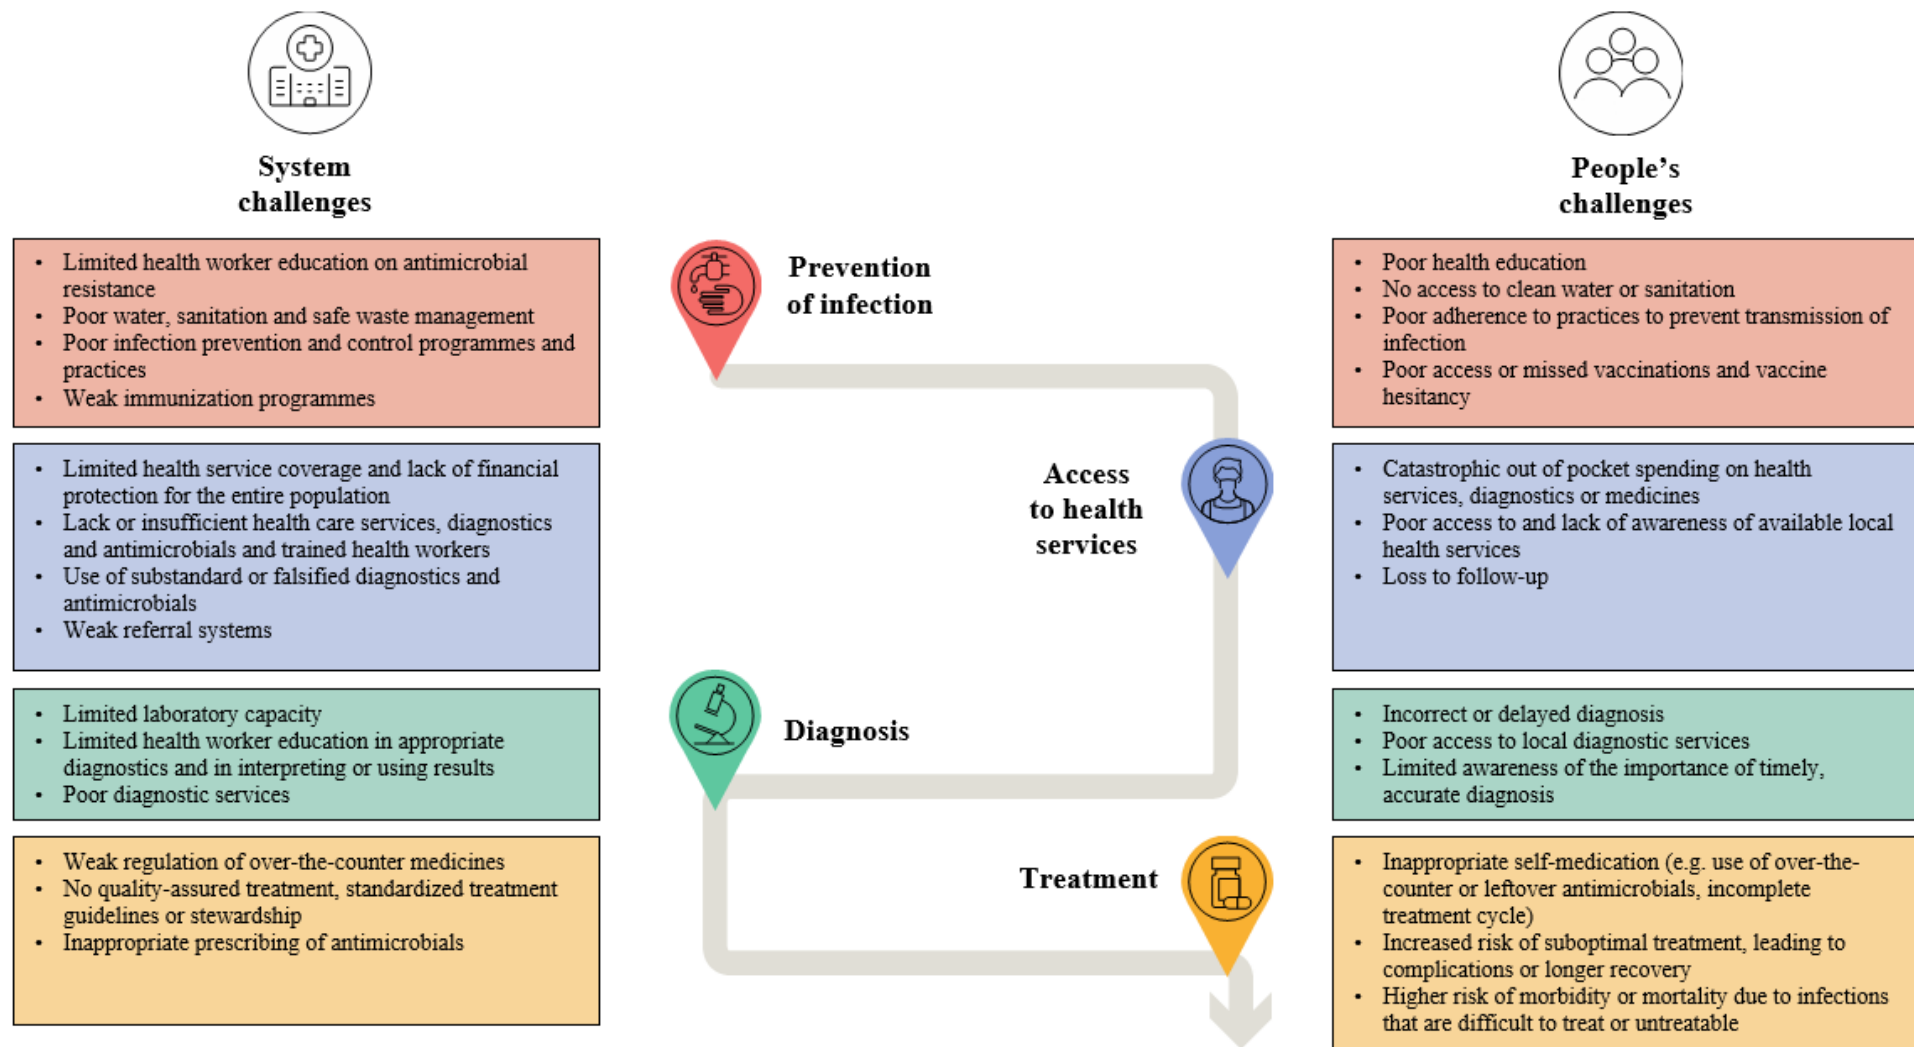 System
challenges
People's
challenges
• Limited health worker education on antimicrobial
resistance
• Poor water, sanitation and safe waste management
• Poor infection prevention and control programmes and
practices
• Weak immunization programmes
Prevention
of infection
• Poor health education
• No access to clean water or sanitation
• Poor adherence to practices to prevent transmission of
infection
• Poor access or missed vaccinations and vaccine
hesitancy
• Limited health service coverage and lack of financial
protection for the entire population
• Lack or insufficient health care services, diagnostics
and antimicrobials and trained health workers
• Use of substandard or falsified diagnostics and
antimicrobials
• Weak referral systems
Access
to health
services
• Catastrophic out of pocket spending on health
services, diagnostics or medicines
• Poor access to and lack of awareness of available local
health services
• Loss to follow-up
• Limited laboratory capacity
• Limited health worker education in appropriate
diagnostics and in interpreting or using results
• Poor diagnostic services
Diagnosis
• Incorrect or delayed diagnosis
• Poor access to local diagnostic services
• Limited awareness of the importance of timely,
accurate diagnosis
• Weak regulation of over-the-counter medicines
• No quality-assured treatment, standardized treatment
guidelines or stewardship
• Inappropriate prescribing of antimicrobials
Treatment
• Inappropriate self-medication (e.g. use of over-the-
counter or leftover antimicrobials, incomplete
treatment cycle)
• Increased risk of suboptimal treatment, leading to
complications or longer recovery
• Higher risk of morbidity or mortality due to infections
that are difficult to treat or untreatable